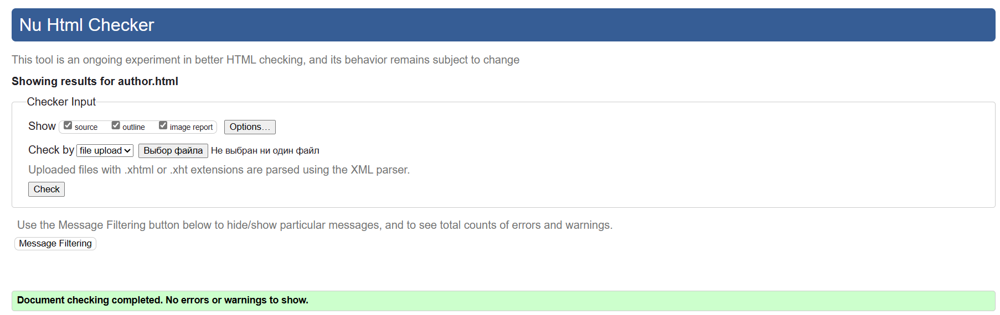 Nu Html Checker
This tool is an ongoing experiment in better HTML checking, and its behavior remains subject to change
Showing results for author.html
Checker Input
Show source outline image report Options...
Check by file upload Выбор файла Не выбран ни один файл
Uploaded files with .xhtml or .xht extensions are parsed using the XML parser.
Check
Use the Message Filtering button below to hide/show particular messages, and to see total counts of errors and warnings.
Message Filtering
Document checking completed. No errors or warnings to show.